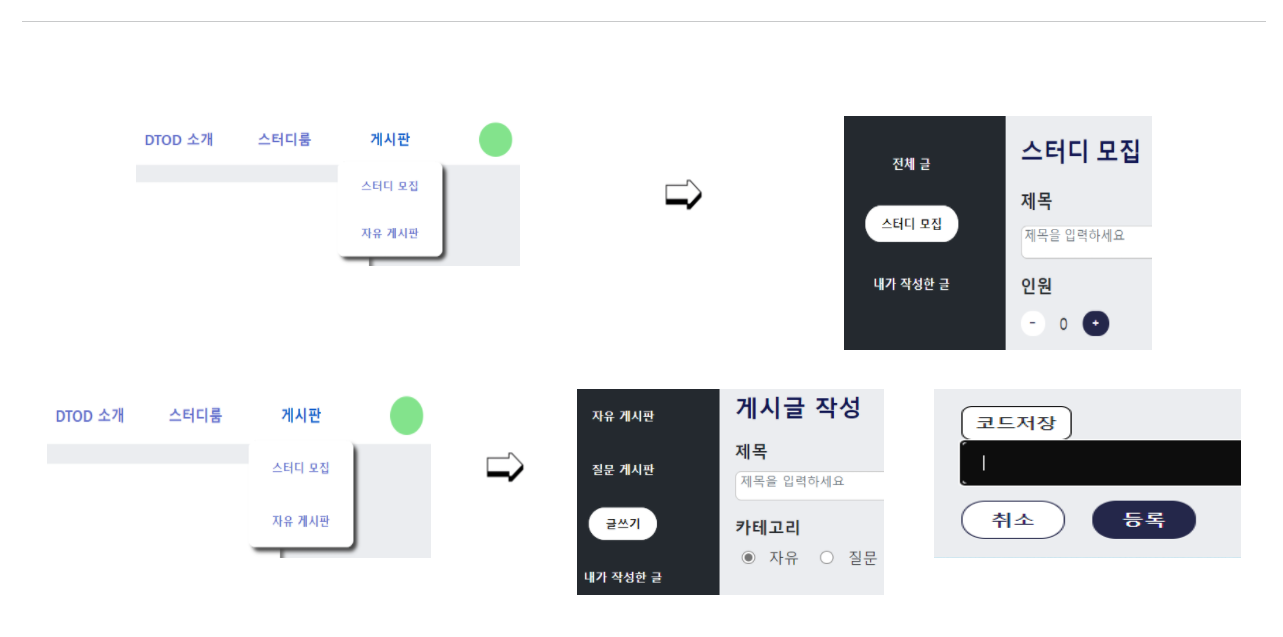 DTOD 소개 스터디룸 게시판
스터디 모집
자유 게시판
전체 글
스터디 모집
내가 작성한 글
스터디 모집
제목
제목을 입력하세요
인원
- 0 +
DTOD 소개 스터디룸 게시판
스터디 모집
자유 게시판
자유 게시판
질문 게시판
글쓰기
내가 작성한 글
게시글 작성
제목
제목을 입력하세요
카테고리
자유 질문
코드저장
취소 등록